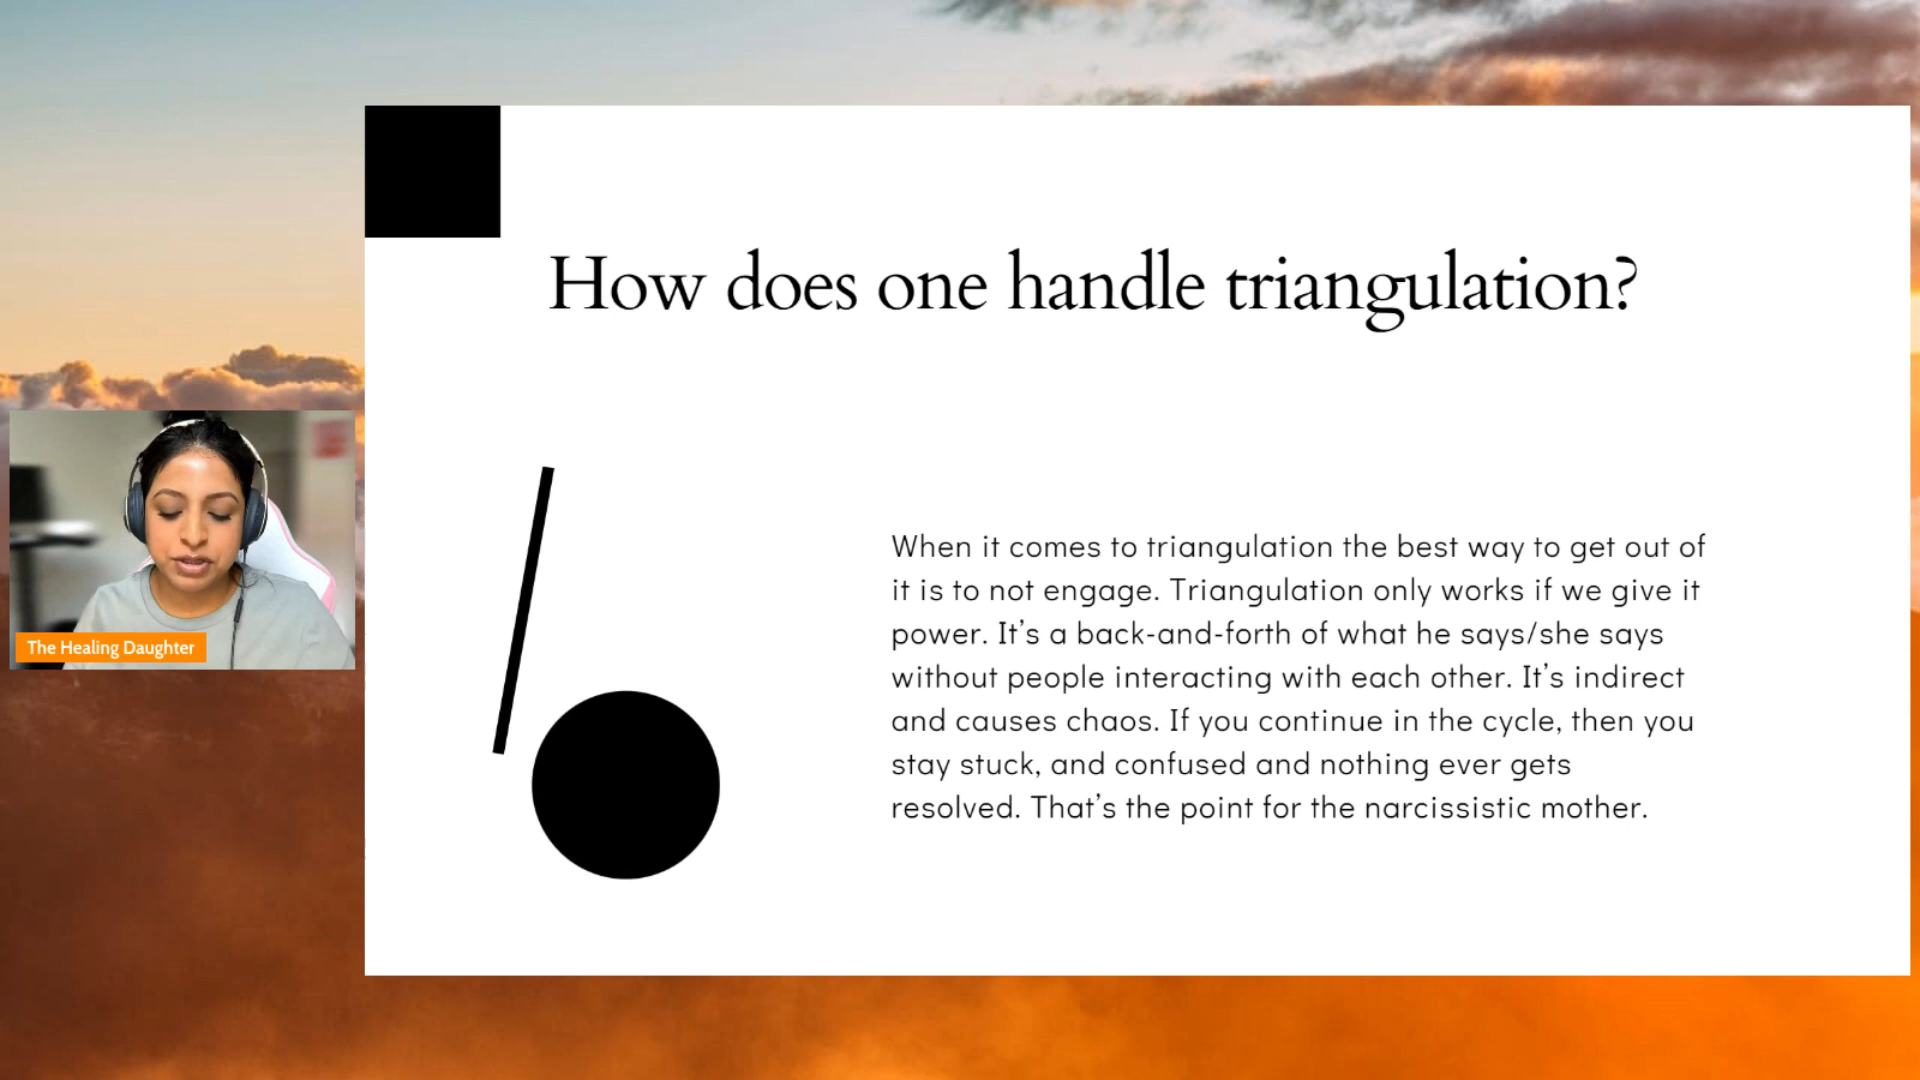 How does one handle triangulation?
The Healing Daughter
When it comes to triangulation the best way to get out of
it is to not engage. Triangulation only works if we give it
power. It’s a back-and-forth of what he says/she says
without people interacting with each other. It’s indirect
and causes chaos. If you continue in the cycle, then you
stay stuck, and confused and nothing ever gets
resolved. That’s the point for the narcissistic mother.